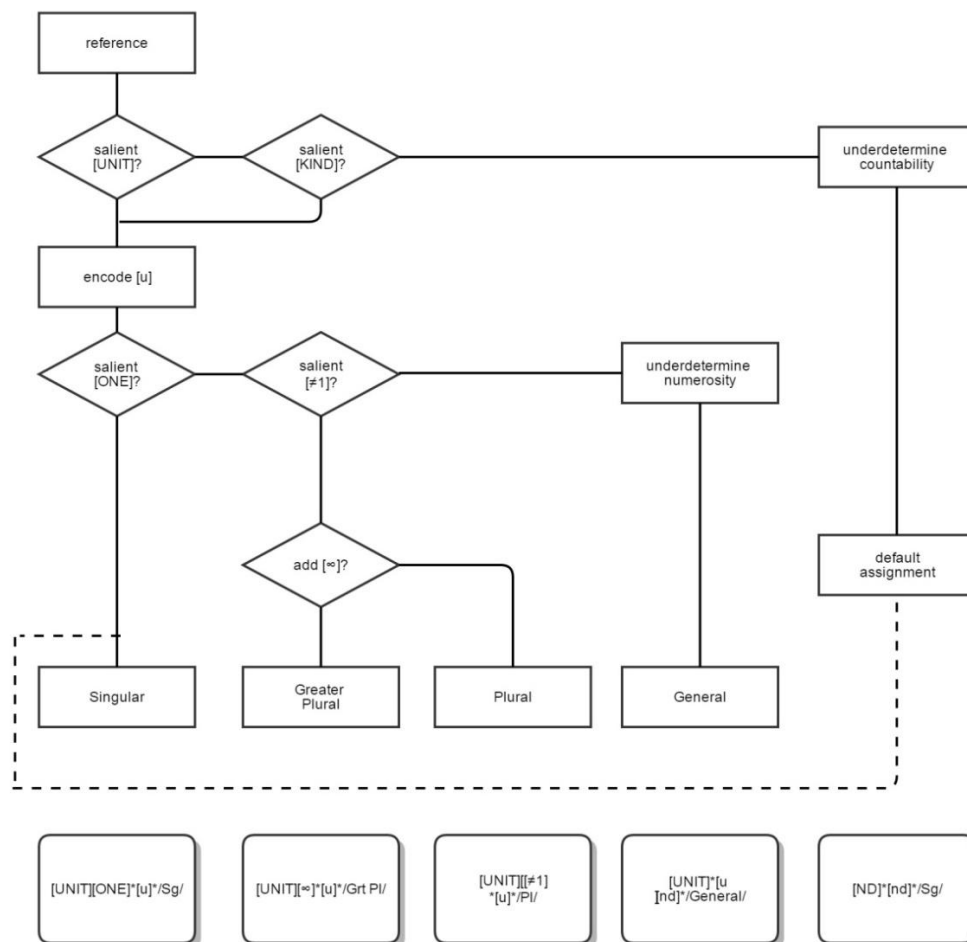 reference
salient
[UNIT]?
salient
[KIND]?
underdetermine
countability
encode [u]
salient
[ONE]?
salient
[≠1]?
underdetermine
numerosity
add [∞]?
default
assignment
Singular
Greater
Plural
Plural
General
[UNIT][ONE]*[u]*/Sg/
[UNIT][∞]*[u]*/Grt Pl/
[UNIT][[≠1]
*[u]*/Pl/
[UNIT]*[u
][nd]*/General/
[ND]*[nd]*/Sg/